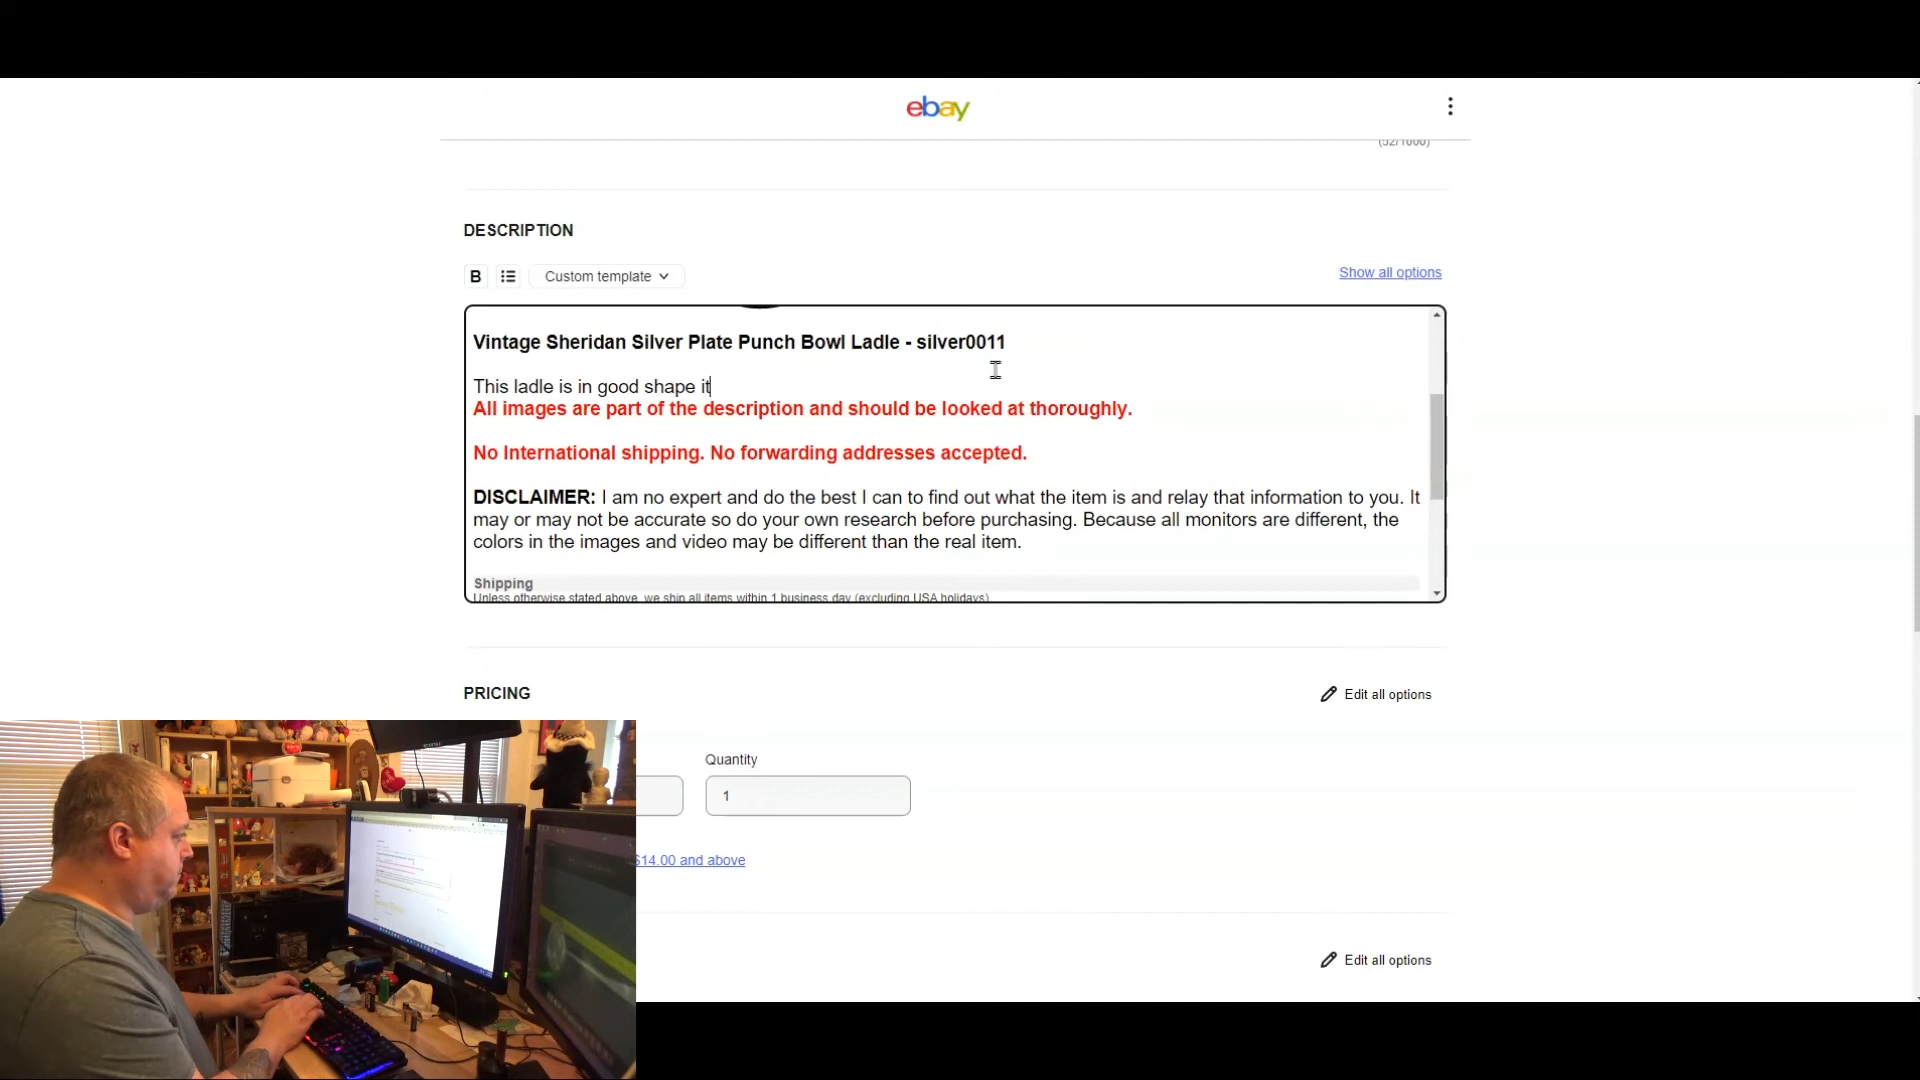 ebay
(52/1000)
DESCRIPTION
B
Custom template
Show all options
Vintage Sheridan Silver Plate Punch Bowl Ladle - silver0011
This ladle is in good shape it
All images are part of the description and should be looked at thoroughly.
No International shipping. No forwarding addresses accepted.
DISCLAIMER: I am no expert and do the best I can to find out what the item is and relay that information to you. It
may or may not be accurate so do your own research before purchasing. Because all monitors are different, the
colors in the images and video may be different than the real item.
Shipping
Unless otherwise stated above, we ship all items within 1 business day (excluding USA holidays)
PRICING
Edit all options
Quantity
1
$14.00 and above
Edit all options